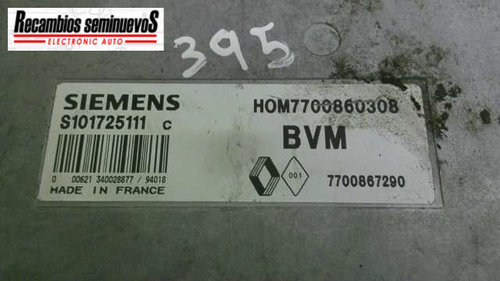 Recambios seminuevoS
ELECTRONIC AUTO
395
SIEMENS
S101725111 C
HOM7700860308
BVM
0 00621 340028877 / 94018
MADE IN FRANCE
001
7700867290